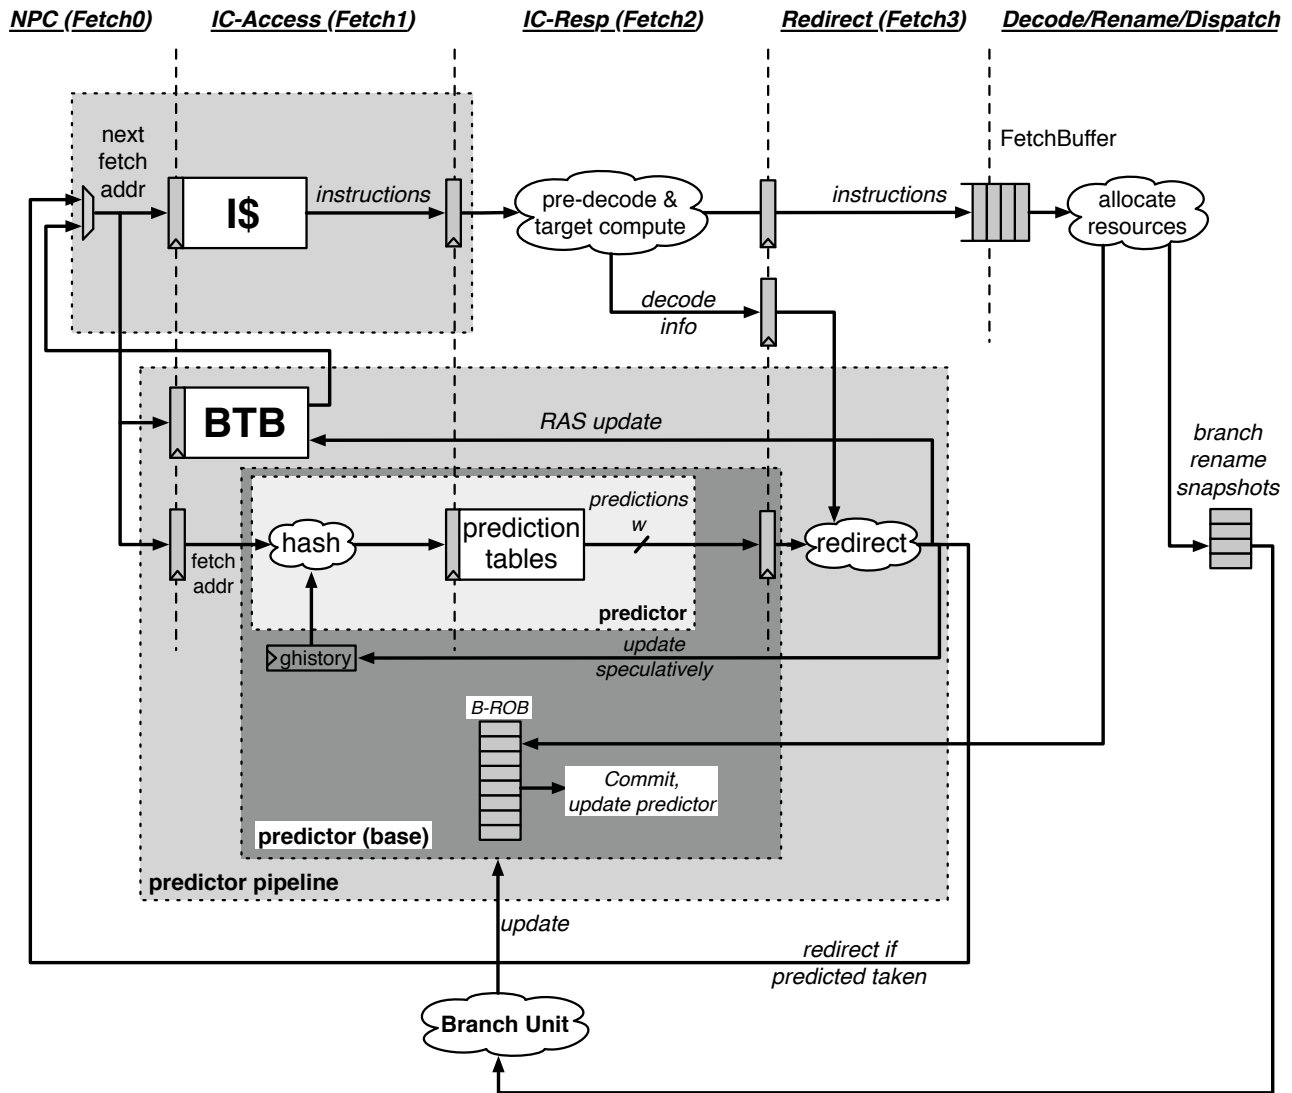 NPC (Fetch0)
IC-Access (Fetch1)
IC-Resp (Fetch2)
Redirect (Fetch3)
Decode/Rename/Dispatch
next
fetch
addr
I$
instructions
pre-decode &
target compute
instructions
FetchBuffer
allocate
resources
decode
info
BTB
RAS update
branch
rename
snapshots
fetch
addr
hash
prediction
tables
predictions
w
redirect
predictor
ghistory
update
speculatively
B-ROB
Commit,
update predictor
predictor (base)
predictor pipeline
update
redirect if
predicted taken
Branch Unit